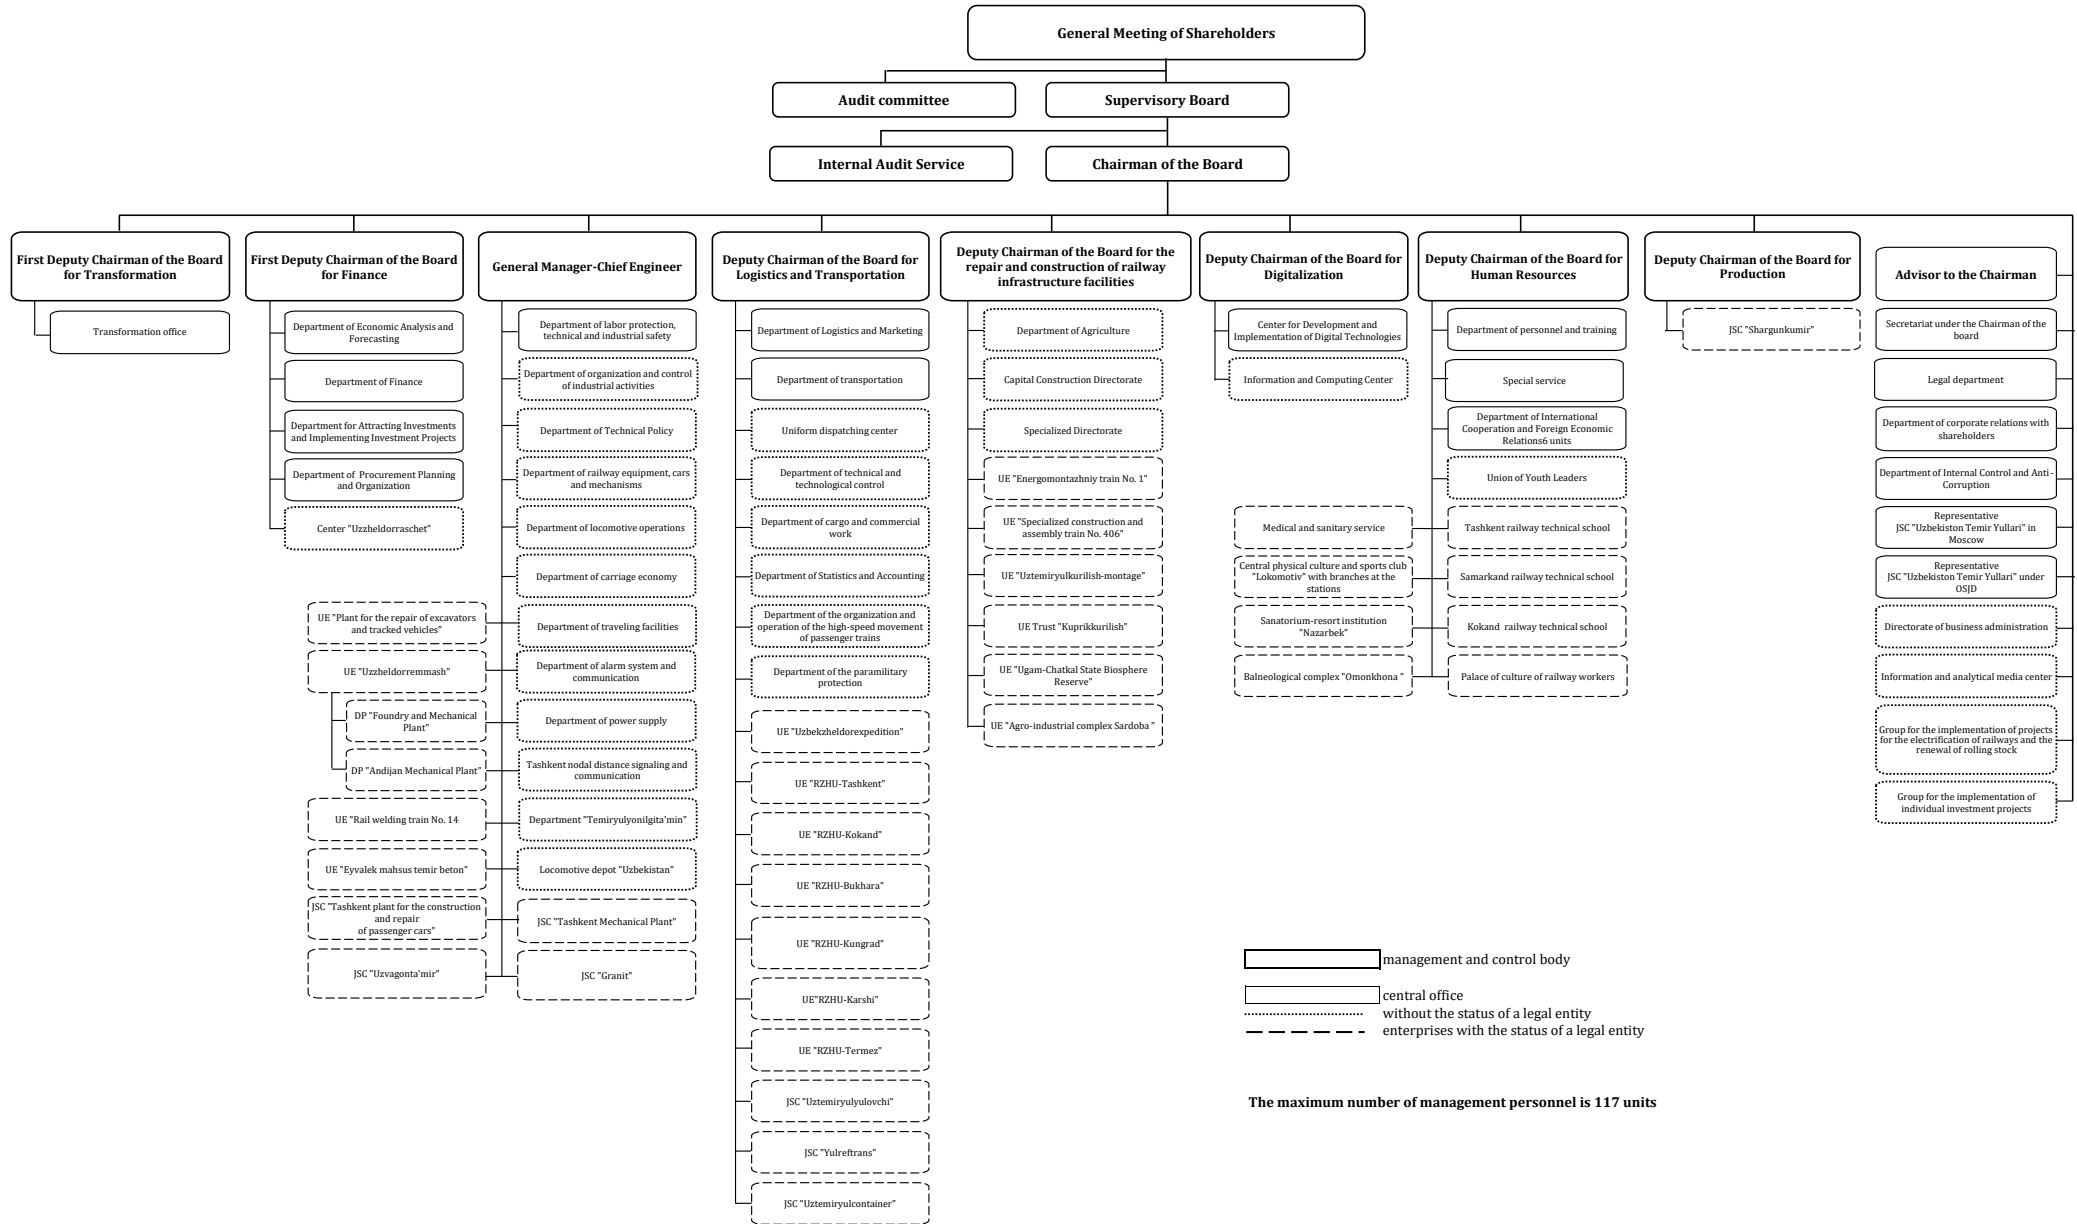 General Meeting of Shareholders
Audit committee
Supervisory Board
Internal Audit Service
Chairman of the Board
First Deputy Chairman of the Board
for Transformation
Transformation office
First Deputy Chairman of the Board
for Finance
Department of Economic Analysis and
Forecasting
Department of Finance
Department for Attracting Investments
and Implementing Investment Projects
Department of Procurement Planning
and Organization
Center "Uzzheldorraschet"
General Manager-Chief Engineer
Department of labor protection,
technical and industrial safety
Department of organization and control
of industrial activities
Department of Technical Policy
Department of railway equipment, cars
and mechanisms
Department of locomotive operations
Department of carriage economy
UE "Plant for the repair of excavators
and tracked vehicles"
Department of traveling facilities
UE "Uzzheldorremmash"
Department of alarm system and
communication
DP "Foundry and Mechanical
Plant"
Department of power supply
DP "Andijan Mechanical Plant"
Tashkent nodal distance signaling and
communication
UE "Rail welding train No. 14
Department "Temiryulyonilgita'min"
UE "Eyvalek mahsus temir beton"
Locomotive depot "Uzbekistan"
JSC "Tashkent plant for the construction
and repair
of passenger cars"
JSC "Tashkent Mechanical Plant"
JSC "Uzvagonta'mir"
JSC "Granit"
Deputy Chairman of the Board for
Logistics and Transportation
Department of Logistics and Marketing
Department of transportation
Uniform dispatching center
Department of technical and
technological control
Department of cargo and commercial
work
Department of Statistics and Accounting
Department of the organization and
operation of the high-speed movement
of passenger trains
Department of the paramilitary
protection
UE "Uzbekzheldorexpedition"
UE "RZHU-Tashkent"
UE "RZHU-Kokand"
UE "RZHU-Bukhara"
UE "RZHU-Kungrad"
UE"RZHU-Karshi"
UE "RZHU-Termez"
JSC "Uztemiryulyulovchi"
JSC "Yulreftrans"
JSC "Uztemiryulcontainer"
Deputy Chairman of the Board for the
repair and construction of railway
infrastructure facilities
Department of Agriculture
Capital Construction Directorate
Specialized Directorate
UE "Energomontazhniy train No. 1"
UE "Specialized construction and
assembly train No. 406"
UE "Uztemiryulkurilish-montage"
UE Trust "Kuprikkurilish"
UE "Ugam-Chatkal State Biosphere
Reserve"
UE "Agro-industrial complex Sardoba "
Deputy Chairman of the Board for
Digitalization
Center for Development and
Implementation of Digital Technologies
Information and Computing Center
Deputy Chairman of the Board for
Human Resources
Department of personnel and training
Special service
Department of International
Cooperation and Foreign Economic
Relations6 units
Union of Youth Leaders
Medical and sanitary service
Tashkent railway technical school
Central physical culture and sports club
"Lokomotiv" with branches at the
stations
Samarkand railway technical school
Sanatorium-resort institution
"Nazarbek"
Kokand railway technical school
Balneological complex "Omonkhona "
Palace of culture of railway workers
Deputy Chairman of the Board for
Production
JSC "Shargunkumir"
Advisor to the Chairman
Secretariat under the Chairman of the
board
Legal department
Department of corporate relations with
shareholders
Department of Internal Control and Anti-
Corruption
Representative
JSC "Uzbekiston Temir Yullari" in
Moscow
Representative
JSC "Uzbekiston Temir Yullari" under
OSJD
Directorate of business administration
Information and analytical media center
Group for the implementation of projects
for the electrification of railways and the
renewal of rolling stock
Group for the implementation of
individual investment projects
management and control body
central office
without the status of a legal entity
enterprises with the status of a legal entity
The maximum number of management personnel is 117 units